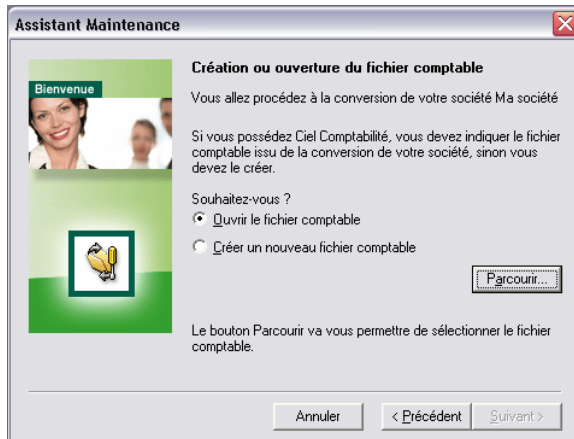 Assistant Maintenance
Bienvenue
Création ou ouverture du fichier comptable
Vous allez procédez à la conversion de votre société Ma société
Si vous possédez Ciel Comptabilité, vous devez indiquer le fichier
comptable issu de la conversion de votre société, sinon vous
devez le créer.
Souhaitez-vous ?
Ouvrir le fichier comptable
Créer un nouveau fichier comptable
Parcourir...
Le bouton Parcourir va vous permettre de sélectionner le fichier
comptable.
Annuler
< Précédent
Suivant >